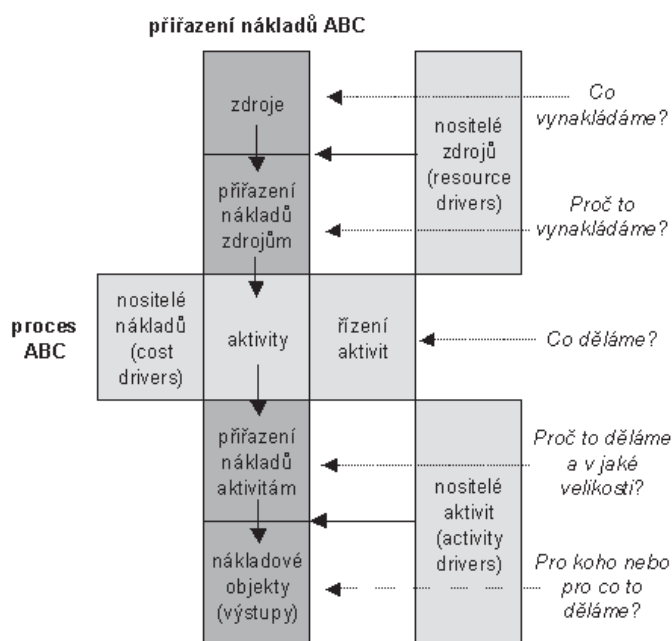 přiřazení nákladů ABC
zdroje
Co
vynakládáme?
nositelé
zdrojů
(resource
drivers)
přiřazení
nákladů
zdrojům
Proč to
vynakládáme?
proces
ABC
nositelé
nákladů
(cost
drivers)
aktivity
řízení
aktivit
Co děláme?
přiřazení
nákladů
aktivitám
Proč to děláme
a v jaké
velikosti?
nositelé
aktivit
(activity
drivers)
nákladové
objekty
(výstupy)
Pro koho nebo
pro co to
děláme?